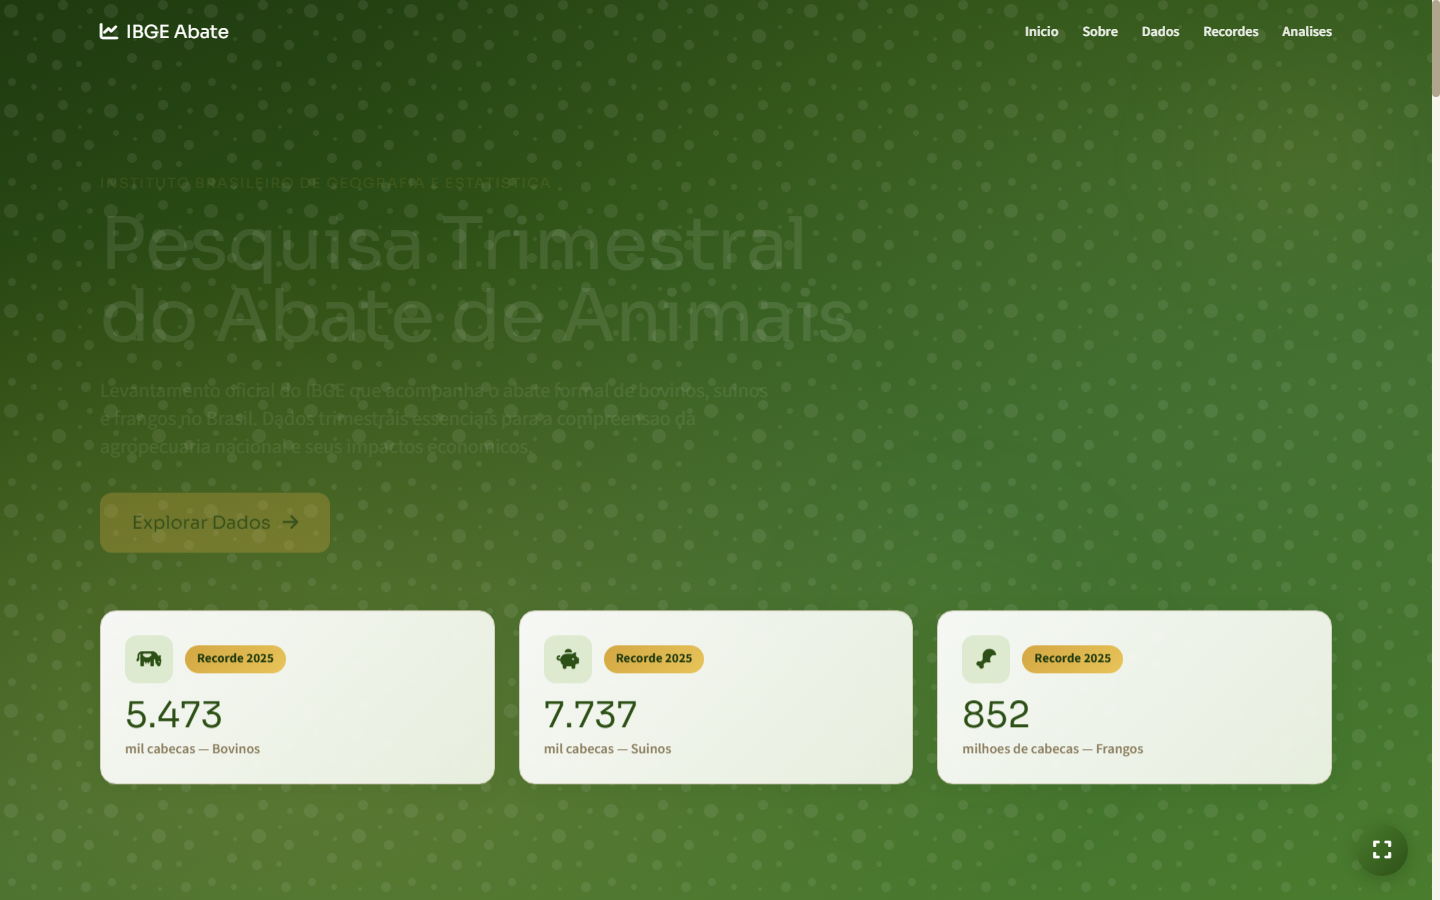 IBGE Abate
Inicio Sobre Dados Recordes Analises
INSTITUTO BRASILEIRO DE GEOGRAFIA E ESTATISTICA
Pesquisa Trimestral
do Abate de Animais
Levantamento oficial do IBGE que acompanha o abate formal de bovinos, suinos
e frangos no Brasil. Dados trimestrais essenciais para a compreensao da
agropecuaria nacional e seus impactos economicos.
Explorar Dados
Recorde 2025
5.473
mil cabecas — Bovinos
Recorde 2025
7.737
mil cabecas — Suinos
Recorde 2025
852
milhoes de cabecas — Frangos